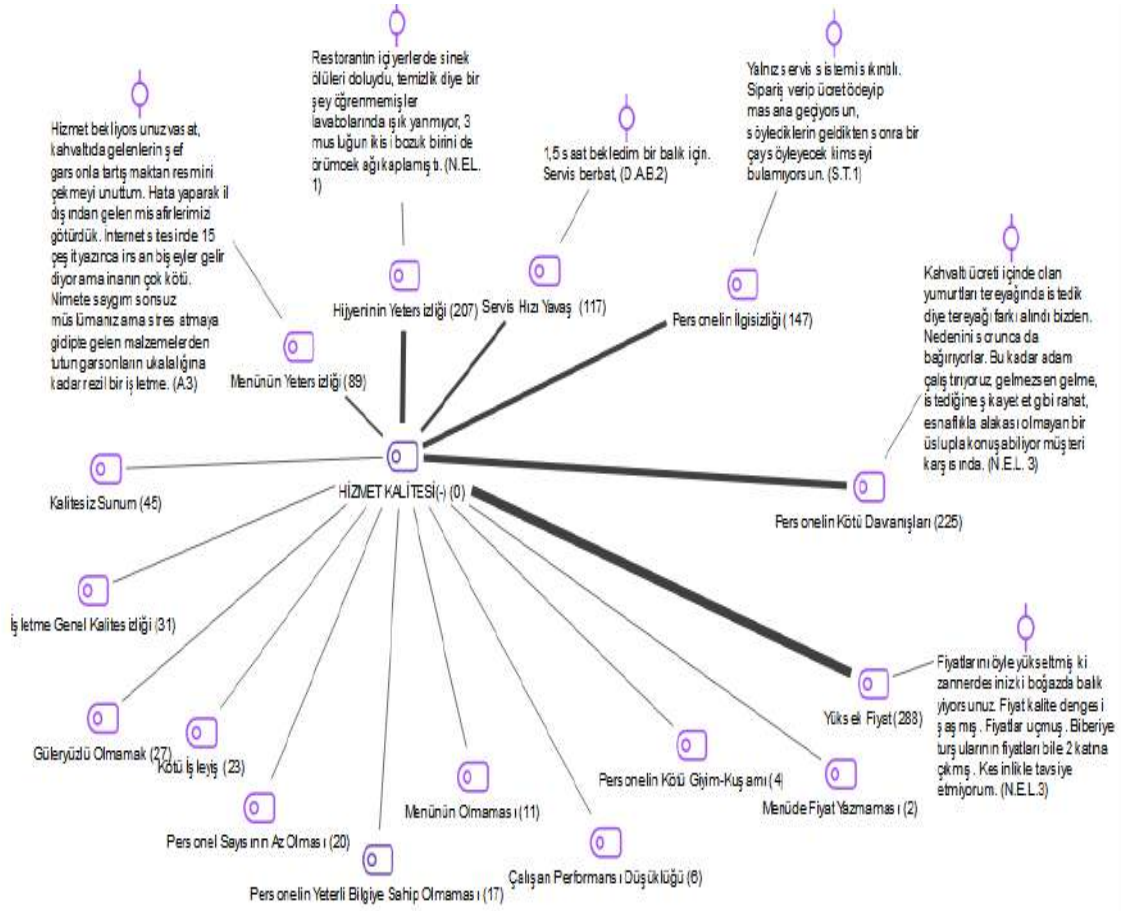 Restorantın iç yerlerde sinek
ölüleri doluydu, temizlik diye bir
şey öğrenmemişler
lavabolarında ışık yanmıyor, 3
musluğun ikisi bozuk birini de
örümcek ağı kaplamıştı. (N.E.L.
1)
Yalnız servis sistemi sıkıntılı.
Sipariş verip ücret ödeyip
masana geçiyorsun,
söylediklerin geldikten sonra bir
çay söyleyecek kimseyi
bulamıyorsun. (S.T.1)
Hizmet bekliyorsunuz vasat,
kahvaltıda gelenlerin şef
garsonla tartışmaktan resmini
çekmeyi unuttum. Hata yaparak il
dışından gelen misafirlerimizi
götürdük. İnternet sitesinde 15
çeşit yazınca insan bişeyler gelir
diyor ama inanın çok kötü.
Nimete saygım sonsuz
müslümanız ama stres atmaya
gidipte gelen malzemelerden
tutun garsonların ukalalığına
kadar rezil bir işletme. (A.3)
1,5 saat bekledim bir balık için.
Servis berbat, (D.A.B.2)
Kahvaltı ücreti içinde olan
yumurtları tereyağında istedik
diye tereyağı farkı alındı bizden.
Nedenini sorunca da
bağırıyorlar. Bu kadar adam
çalıştırıyoruz, gelmezsen gelme,
istediğine şikayet et gibi rahat,
esnaflıkla alakası olmayan bir
üslupla konuşabiliyor müşteri
karşısında. (N.E.L. 3)
Hijyeninin Yetersizliği (207)
Servis Hızı Yavaş (117)
Personelin İlgisizliği (147)
Menünün Yetersizliği (89)
Kalitesiz Sunum (45)
HİZMET KALİTESİ(-) (0)
Personelin Kötü Davranışları (225)
İşletme Genel Kalitesizliği (31)
Fiyatlarını öyle yükseltmiş ki
zannerdesinizki boğazda balık
yiyorsunuz. Fiyat kalite dengesi
şaşmış. Fiyatlar uçmuş. Biberiye
turşularının fiyatları bile 2 katına
çıkmış. Kesinlikle tavsiye
etmiyorum. (N.E.L.3)
Yüksek Fiyat (288)
Güleryüzlü Olmamak (27)
Kötü İşleyiş (23)
Personelin Kötü Giyim-Kuşamı (4)
Menüde Fiyat Yazmaması (2)
Menünün Olmaması (11)
Personel Sayısının Az Olması (20)
Çalışan Performansı Düşüklüğü (6)
Personelin Yeterli Bilgiye Sahip Olmaması (17)